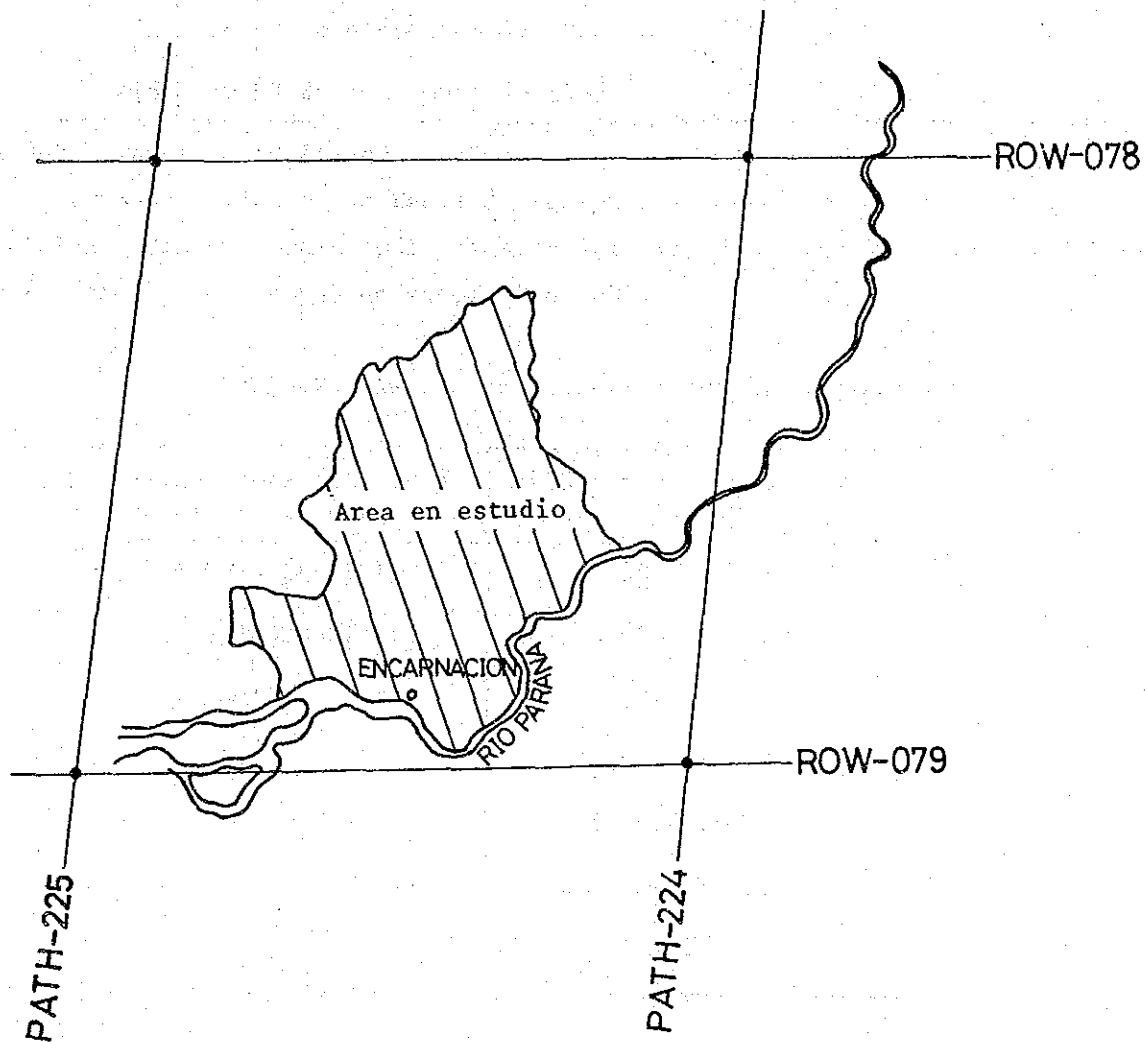 ROW-078
Area en estudio
ENCARNACION
RIO PARANA
ROW-079
PATH-225
PATH-224